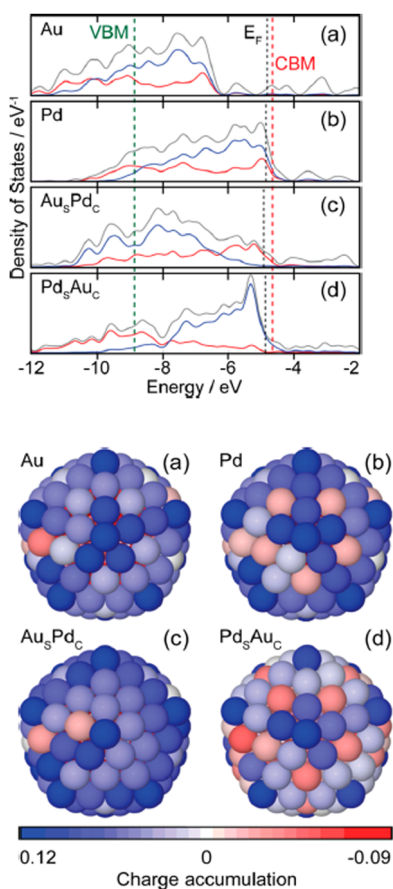 Au VBM E_F (a)
CBM
Pd (b)
Au_SPd_C (c)
Pd_SAu_C (d)
Density of States / eV⁻¹
-12 -10 -8 -6 -4 -2
Energy / eV
Au (a) Pd (b)
Au_SPd_C (c) Pd_SAu_C (d)
0.12 0 -0.09
Charge accumulation